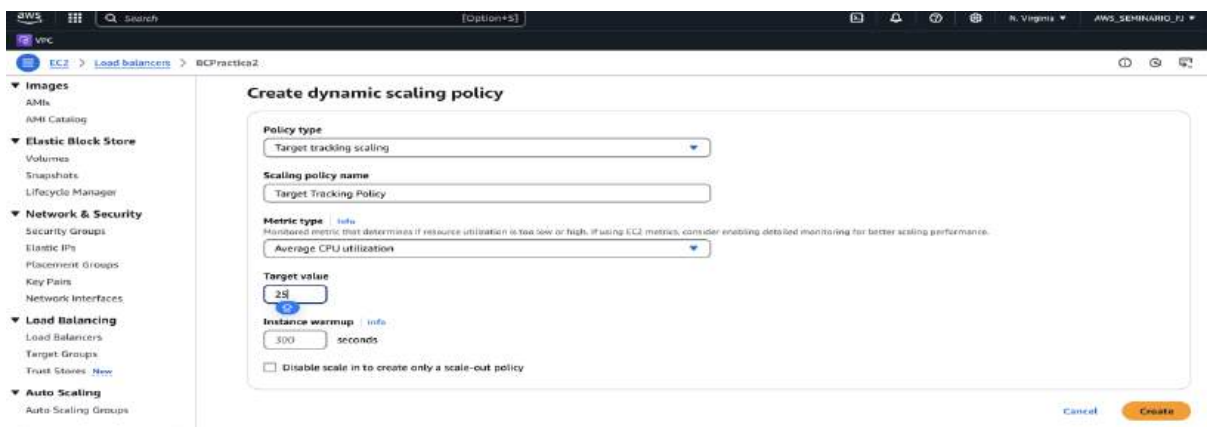 aws Search [Option+S] N. Virginia AWS_SEMINARIO_FJ
VPC
EC2 > Load balancers > BCPractica2
Images
AMIs
AMI Catalog
Elastic Block Store
Volumes
Snapshots
Lifecycle Manager
Network & Security
Security Groups
Elastic IPs
Placement Groups
Key Pairs
Network Interfaces
Load Balancing
Load Balancers
Target Groups
Trust Stores New
Auto Scaling
Auto Scaling Groups
Create dynamic scaling policy
Policy type
Target tracking scaling
Scaling policy name
Target Tracking Policy
Metric type Info
Monitored metric that determines if resource utilization is too low or high. If using EC2 metrics, consider enabling detailed monitoring for better scaling performance.
Average CPU utilization
Target value
25
Instance warmup Info
300 seconds
Disable scale in to create only a scale-out policy
Cancel Create